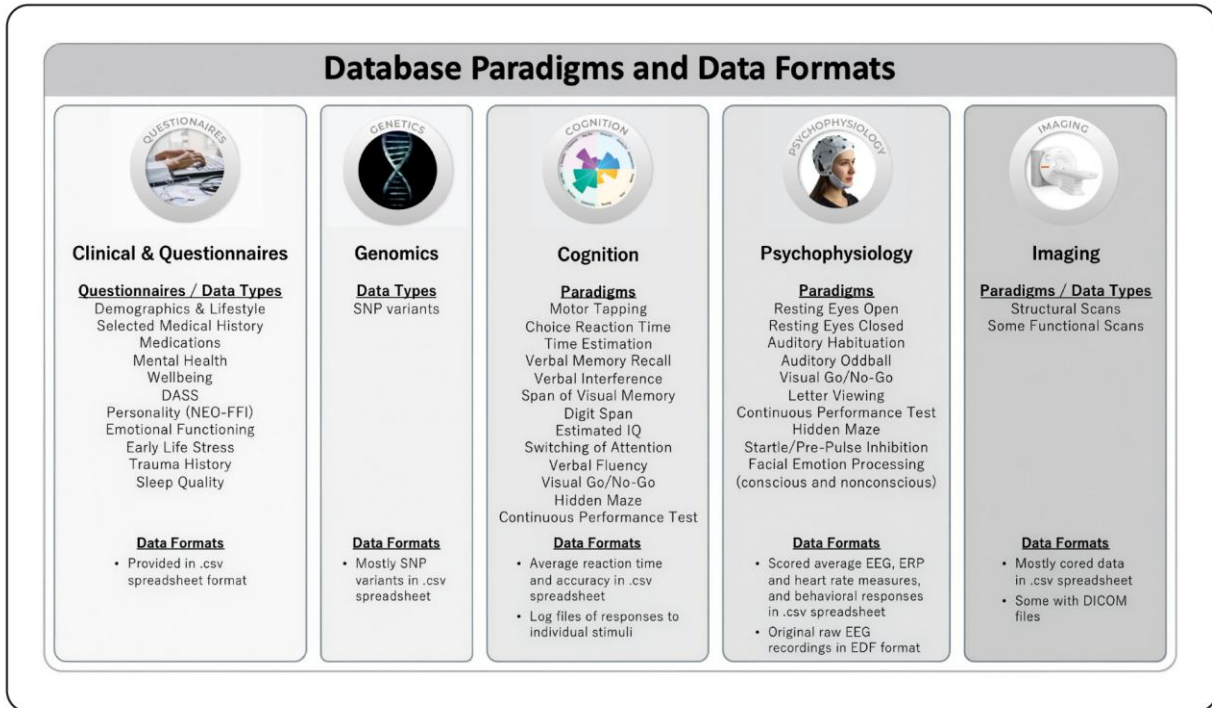 Database Paradigms and Data Formats
QUESTIONAIRES
Clinical & Questionnaires
Questionnaires / Data Types
Demographics & Lifestyle
Selected Medical History
Medications
Mental Health
Wellbeing
DASS
Personality (NEO-FFI)
Emotional Functioning
Early Life Stress
Trauma History
Sleep Quality
Data Formats
• Provided in .csv
spreadsheet format
GENETICS
Genomics
Data Types
SNP variants
Data Formats
• Mostly SNP
variants in .csv
spreadsheet
COGNITION
Cognition
Paradigms
Motor Tapping
Choice Reaction Time
Time Estimation
Verbal Memory Recall
Verbal Interference
Span of Visual Memory
Digit Span
Estimated IQ
Switching of Attention
Verbal Fluency
Visual Go/No-Go
Hidden Maze
Continuous Performance Test
Data Formats
• Average reaction time
and accuracy in .csv
spreadsheet
• Log files of responses to
individual stimuli
PSYCHOPHYSIOLOGY
Psychophysiology
Paradigms
Resting Eyes Open
Resting Eyes Closed
Auditory Habituation
Auditory Oddball
Visual Go/No-Go
Letter Viewing
Continuous Performance Test
Hidden Maze
Startle/Pre-Pulse Inhibition
Facial Emotion Processing
(conscious and nonconscious)
Data Formats
• Scored average EEG, ERP
and heart rate measures,
and behavioral responses
in .csv spreadsheet
• Original raw EEG
recordings in EDF format
IMAGING
Imaging
Paradigms / Data Types
Structural Scans
Some Functional Scans
Data Formats
• Mostly cored data
in .csv spreadsheet
• Some with DICOM
files